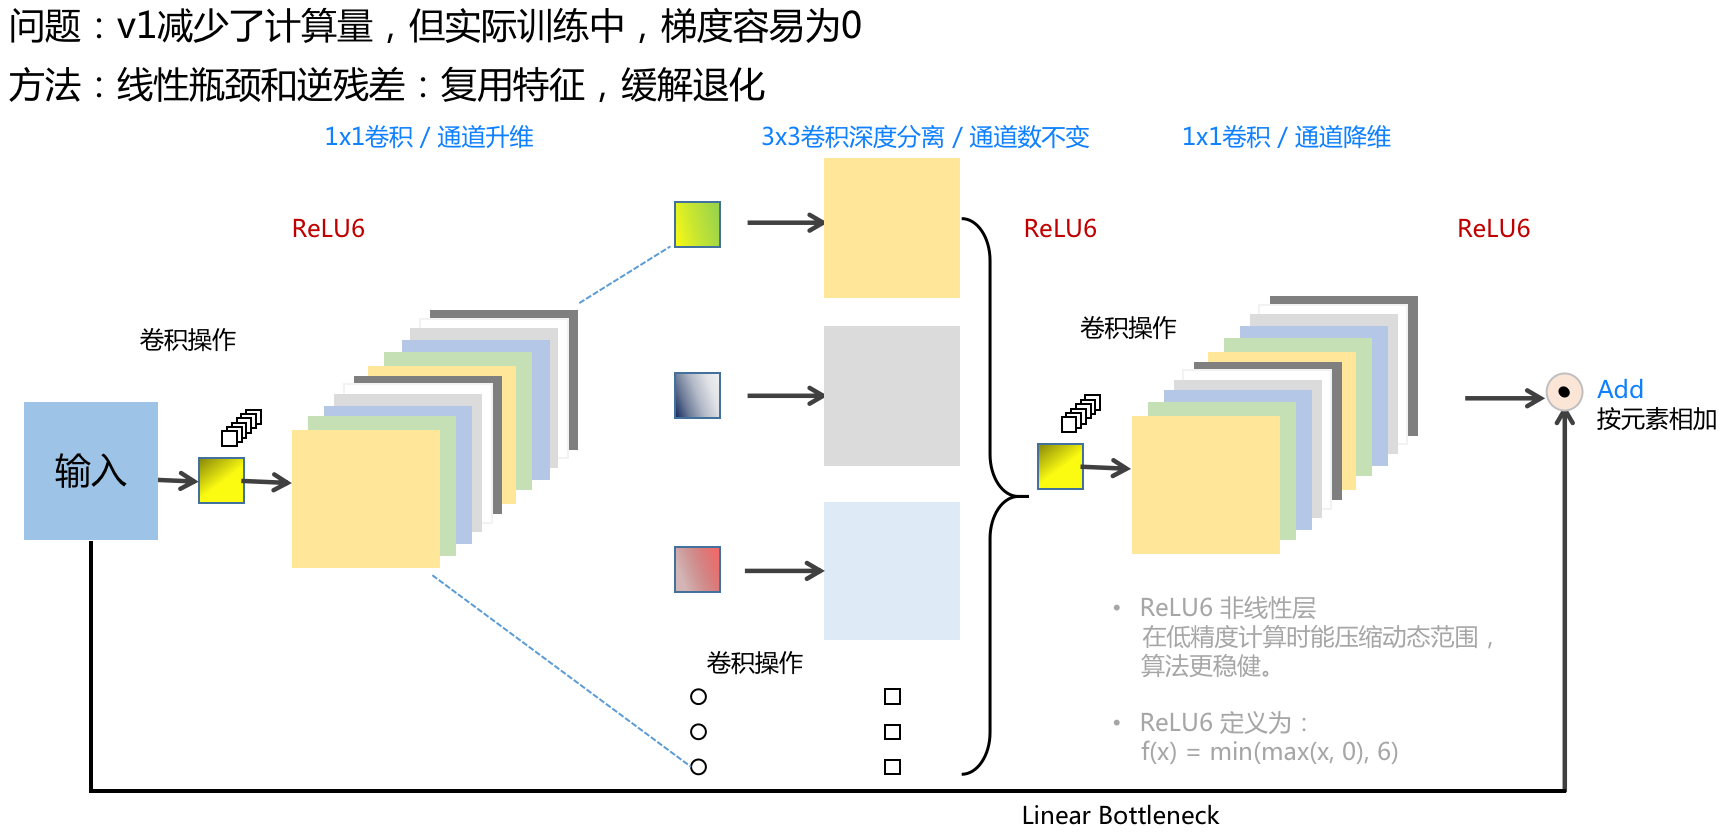 问题：v1减少了计算量，但实际训练中，梯度容易为0
方法：线性瓶颈和逆残差：复用特征，缓解退化
1x1卷积 / 通道升维
3x3卷积深度分离 / 通道数不变
1x1卷积 / 通道降维
ReLU6
ReLU6
ReLU6
卷积操作
卷积操作
输入
Add
按元素相加
卷积操作
• ReLU6 非线性层
在低精度计算时能压缩动态范围，
算法更稳健。
• ReLU6 定义为：
f(x) = min(max(x, 0), 6)
Linear Bottleneck